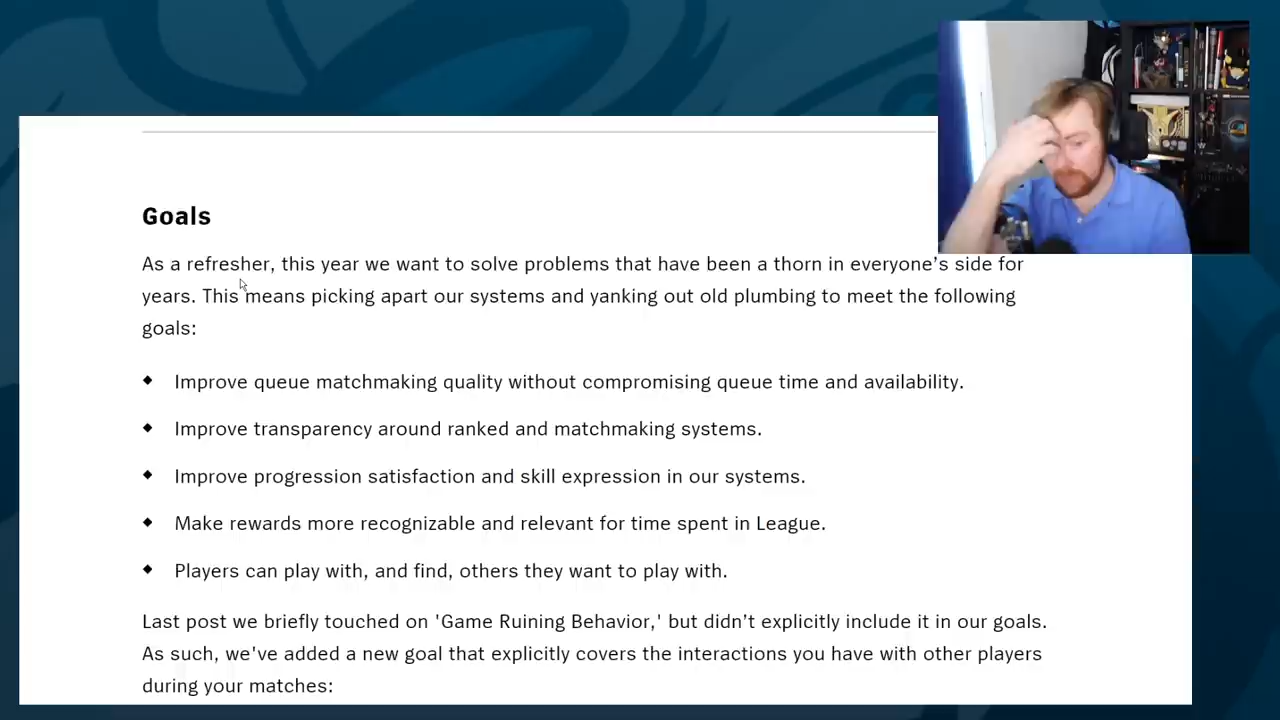 Goals
As a refresher, this year we want to solve problems that have been a thorn in everyone’s side for
years. This means picking apart our systems and yanking out old plumbing to meet the following
goals:
Improve queue matchmaking quality without compromising queue time and availability.
Improve transparency around ranked and matchmaking systems.
Improve progression satisfaction and skill expression in our systems.
Make rewards more recognizable and relevant for time spent in League.
Players can play with, and find, others they want to play with.
Last post we briefly touched on 'Game Ruining Behavior,' but didn’t explicitly include it in our goals.
As such, we've added a new goal that explicitly covers the interactions you have with other players
during your matches: